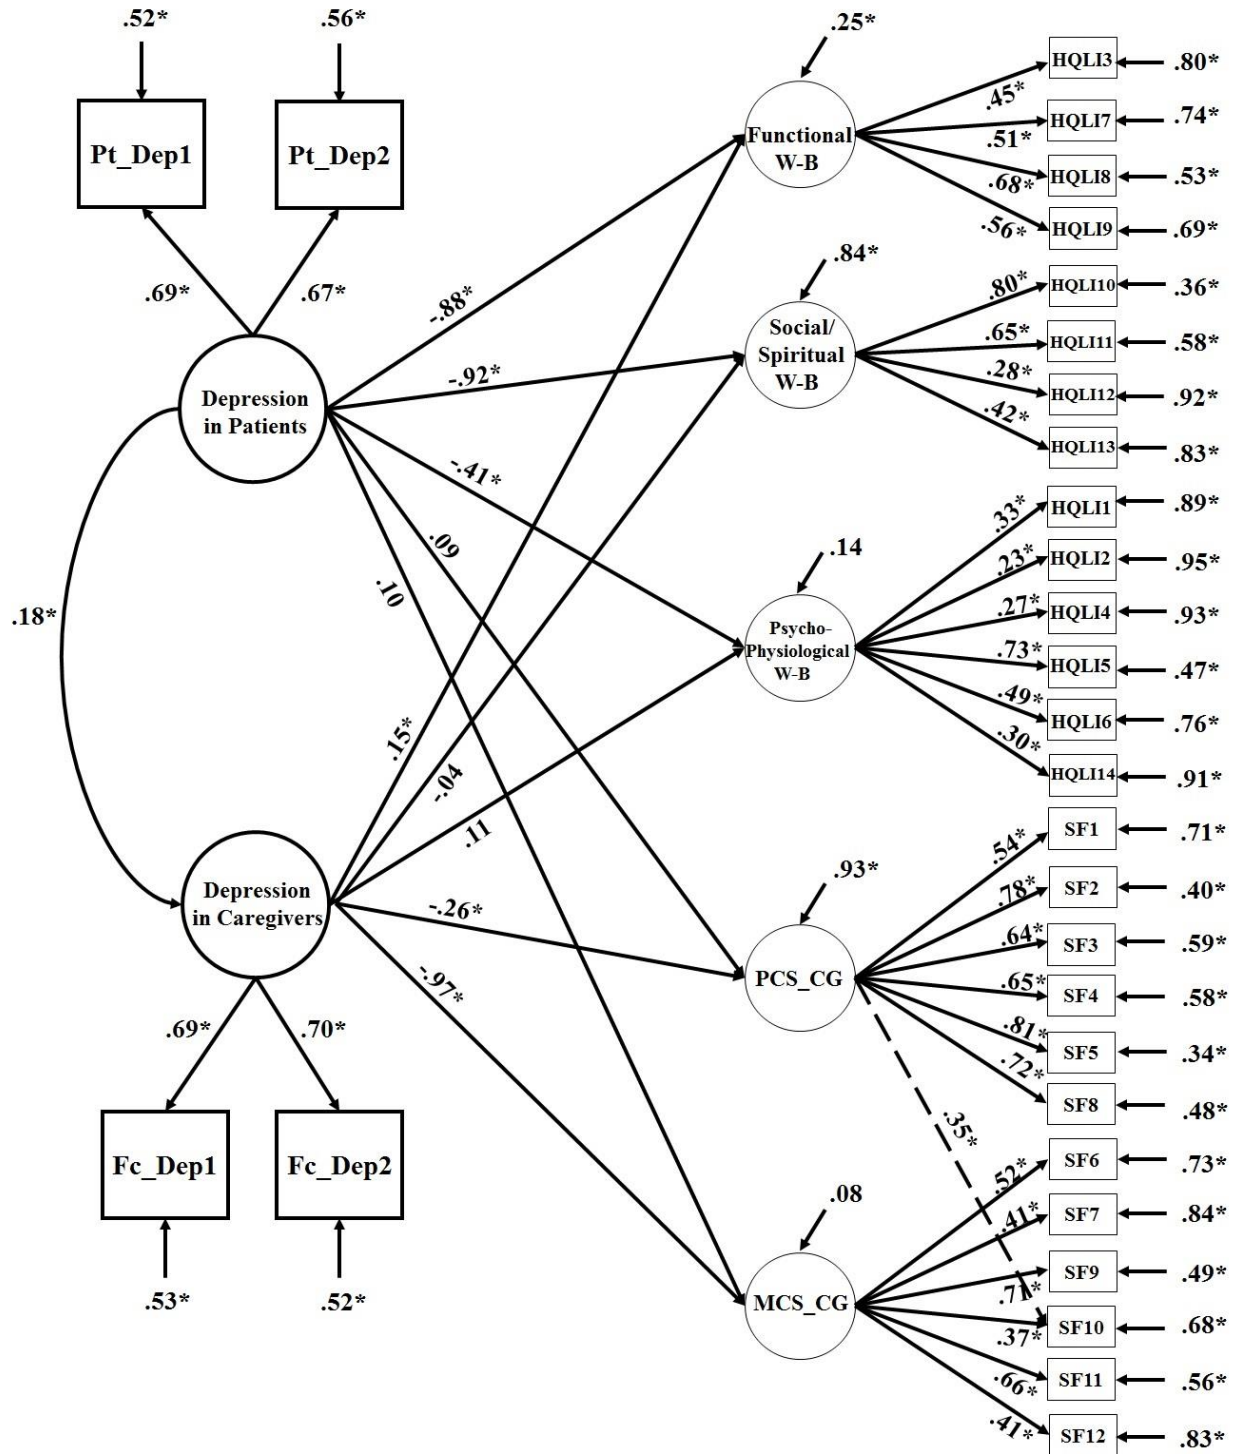 .52*
.56*
Pt_Dep1
Pt_Dep2
.69*
.67*
Depression
in Patients
.18*
Depression
in Caregivers
.69*
.70*
Fc_Dep1
Fc_Dep2
.53*
.52*
-.88*
-.92*
-.41*
.09
.10
.15*
-.04
.11
-.26*
-.97*
.25*
Functional
W-B
.45*
.51*
.68*
.56*
HQLI3
.80*
HQLI7
.74*
HQLI8
.53*
HQLI9
.69*
.84*
Social/
Spiritual
W-B
.80*
.65*
.28*
.42*
HQLI10
.36*
HQLI11
.58*
HQLI12
.92*
HQLI13
.83*
.14
Psycho-
Physiological
W-B
.33*
.23*
.27*
.73*
.49*
.30*
HQLI1
.89*
HQLI2
.95*
HQLI4
.93*
HQLI5
.47*
HQLI6
.76*
HQLI14
.91*
.93*
PCS_CG
.54*
.78*
.64*
.65*
.81*
.72*
.35*
SF1
.71*
SF2
.40*
SF3
.59*
SF4
.58*
SF5
.34*
SF8
.48*
.08
MCS_CG
.52*
.41*
.71*
.37*
.66*
.41*
SF6
.73*
SF7
.84*
SF9
.49*
SF10
.68*
SF11
.56*
SF12
.83*